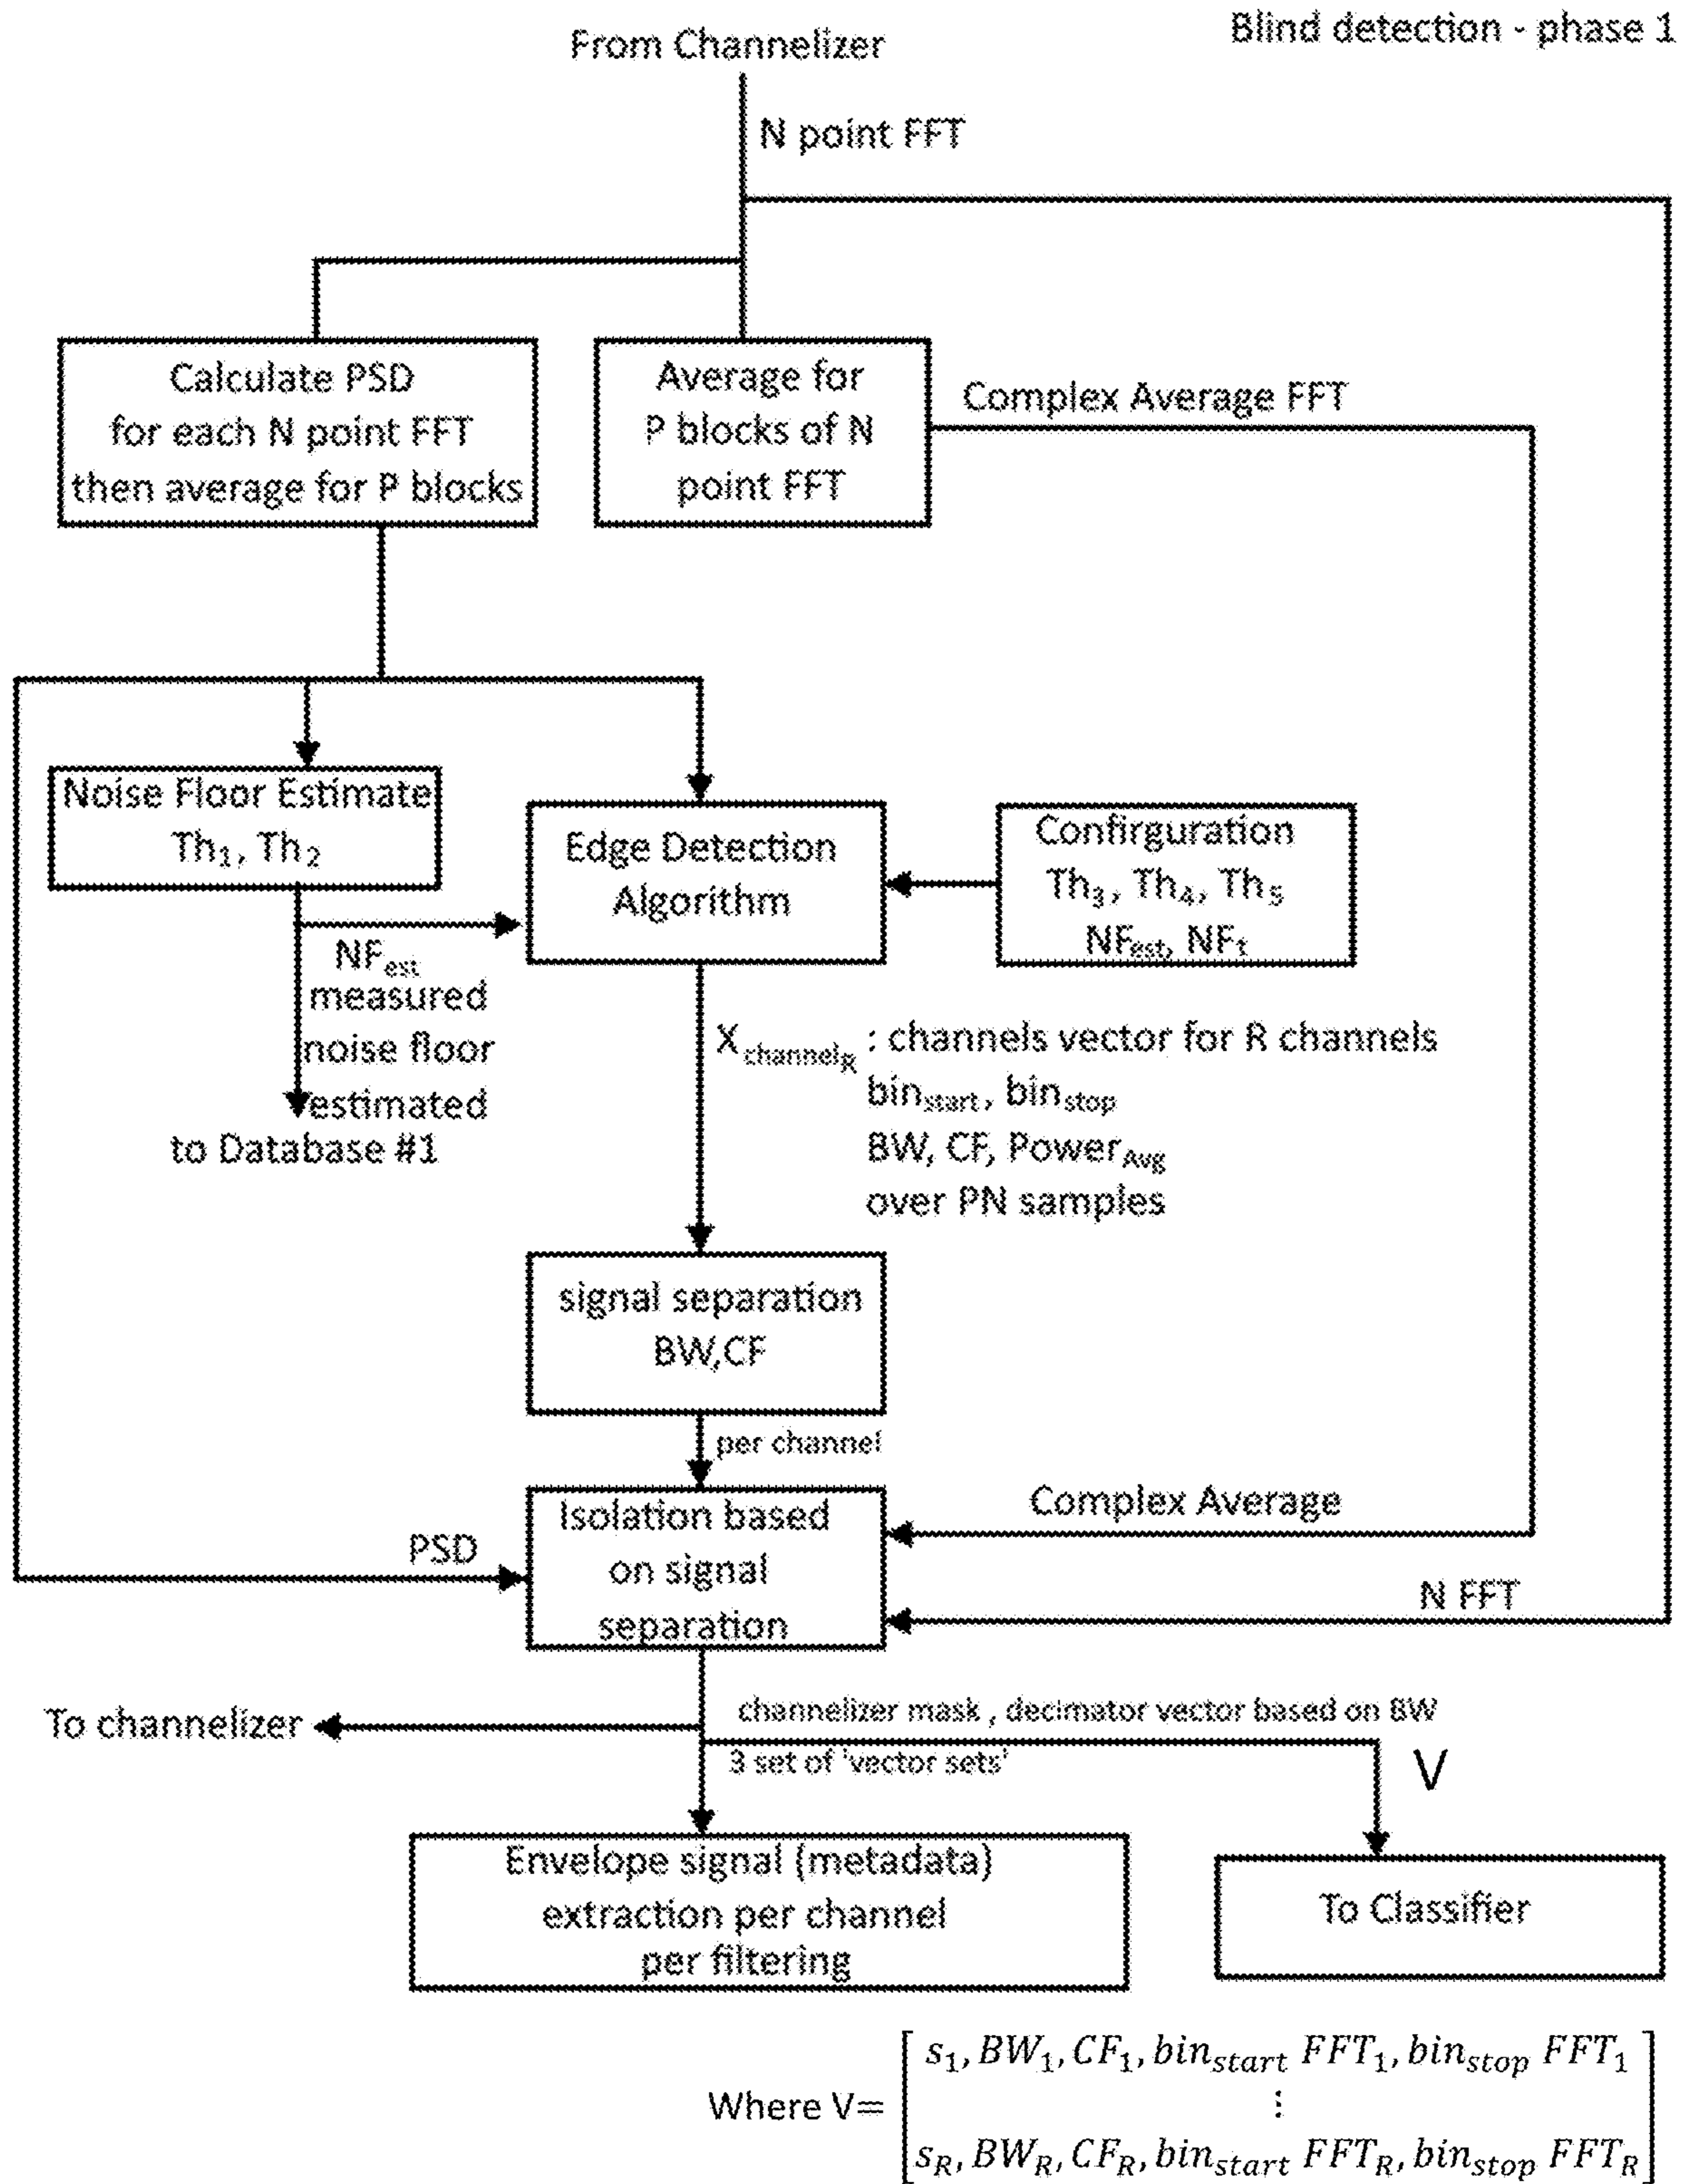 Blind detection - phase 1
From Channelizer
N point FFT
Calculate PSD
for each N point FFT
then average for P blocks
Average for
P blocks of N
point FFT
Complex Average FFT
Noise Floor Estimate
Th₁, Th₂
Edge Detection
Algorithm
Confirguration
Th₃, Th₄, Th₅
NFest, NFt
NFest
measured
noise floor
estimated
to Database #1
XchannelR : channels vector for R channels
binstart, binstop
BW, CF, PowerAvg
over PN samples
signal separation
BW,CF
per channel
Isolation based
on signal
separation
PSD
Complex Average
N FFT
To channelizer
channelizer mask , decimator vector based on BW
3 set of 'vector sets'
V
Envelope signal (metadata)
extraction per channel
per filtering
To Classifier
Where V=
s₁, BW₁, CF₁, binstart FFT₁, binstop FFT₁
⋮
sR, BWR, CFR, binstart FFTR, binstop FFTR